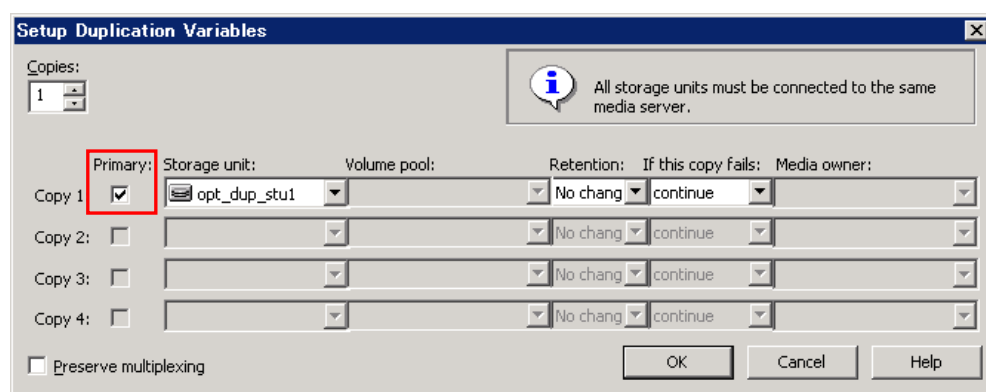 Setup Duplication Variables
Copies:
1
All storage units must be connected to the same
media server.
Primary: Storage unit: Volume pool: Retention: If this copy fails: Media owner:
Copy 1 opt_dup_stu1 No chang continue
Copy 2: No chang continue
Copy 3: No chang continue
Copy 4: No chang continue
Preserve multiplexing
OK Cancel Help